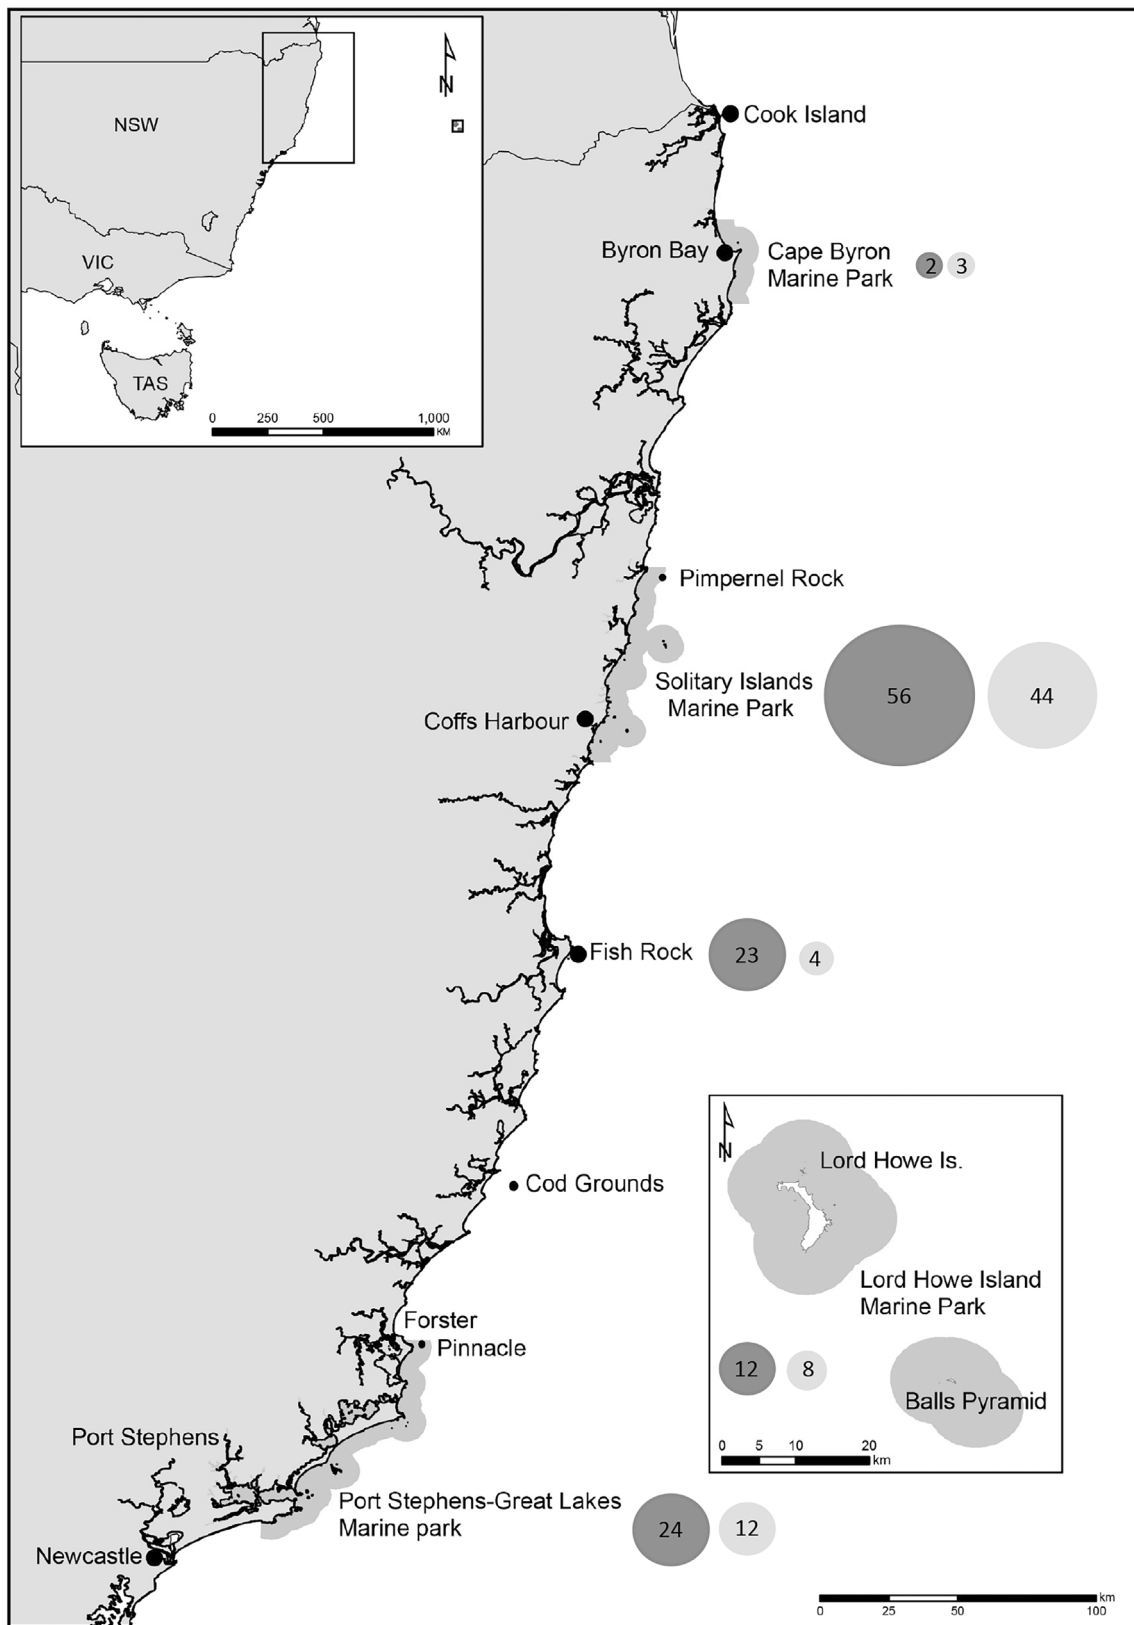 N
NSW
VIC
TAS
0 250 500 1,000
KM
Cook Island
Byron Bay
Cape Byron
Marine Park
2 3
Pimpernel Rock
Solitary Islands
Marine Park
56 44
Coffs Harbour
Fish Rock
23 4
Cod Grounds
Forster
Pinnacle
Port Stephens
Port Stephens-Great Lakes
Marine park
24 12
Newcastle
N
Lord Howe Is.
Lord Howe Island
Marine Park
12 8
Balls Pyramid
0 5 10 20
km
km
0 25 50 100